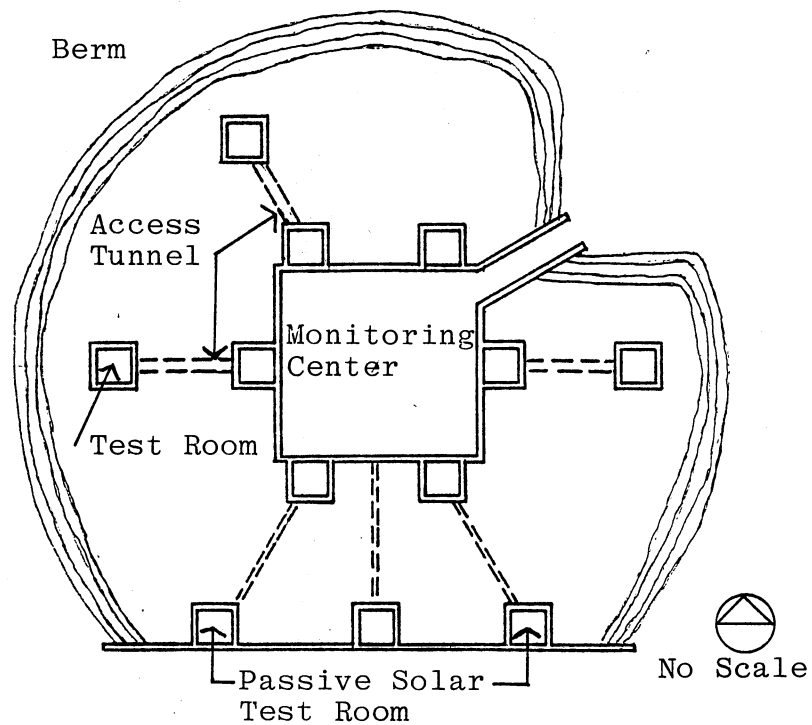 Berm
Access
Tunnel
Monitoring
Center
Test Room
No Scale
Passive Solar
Test Room